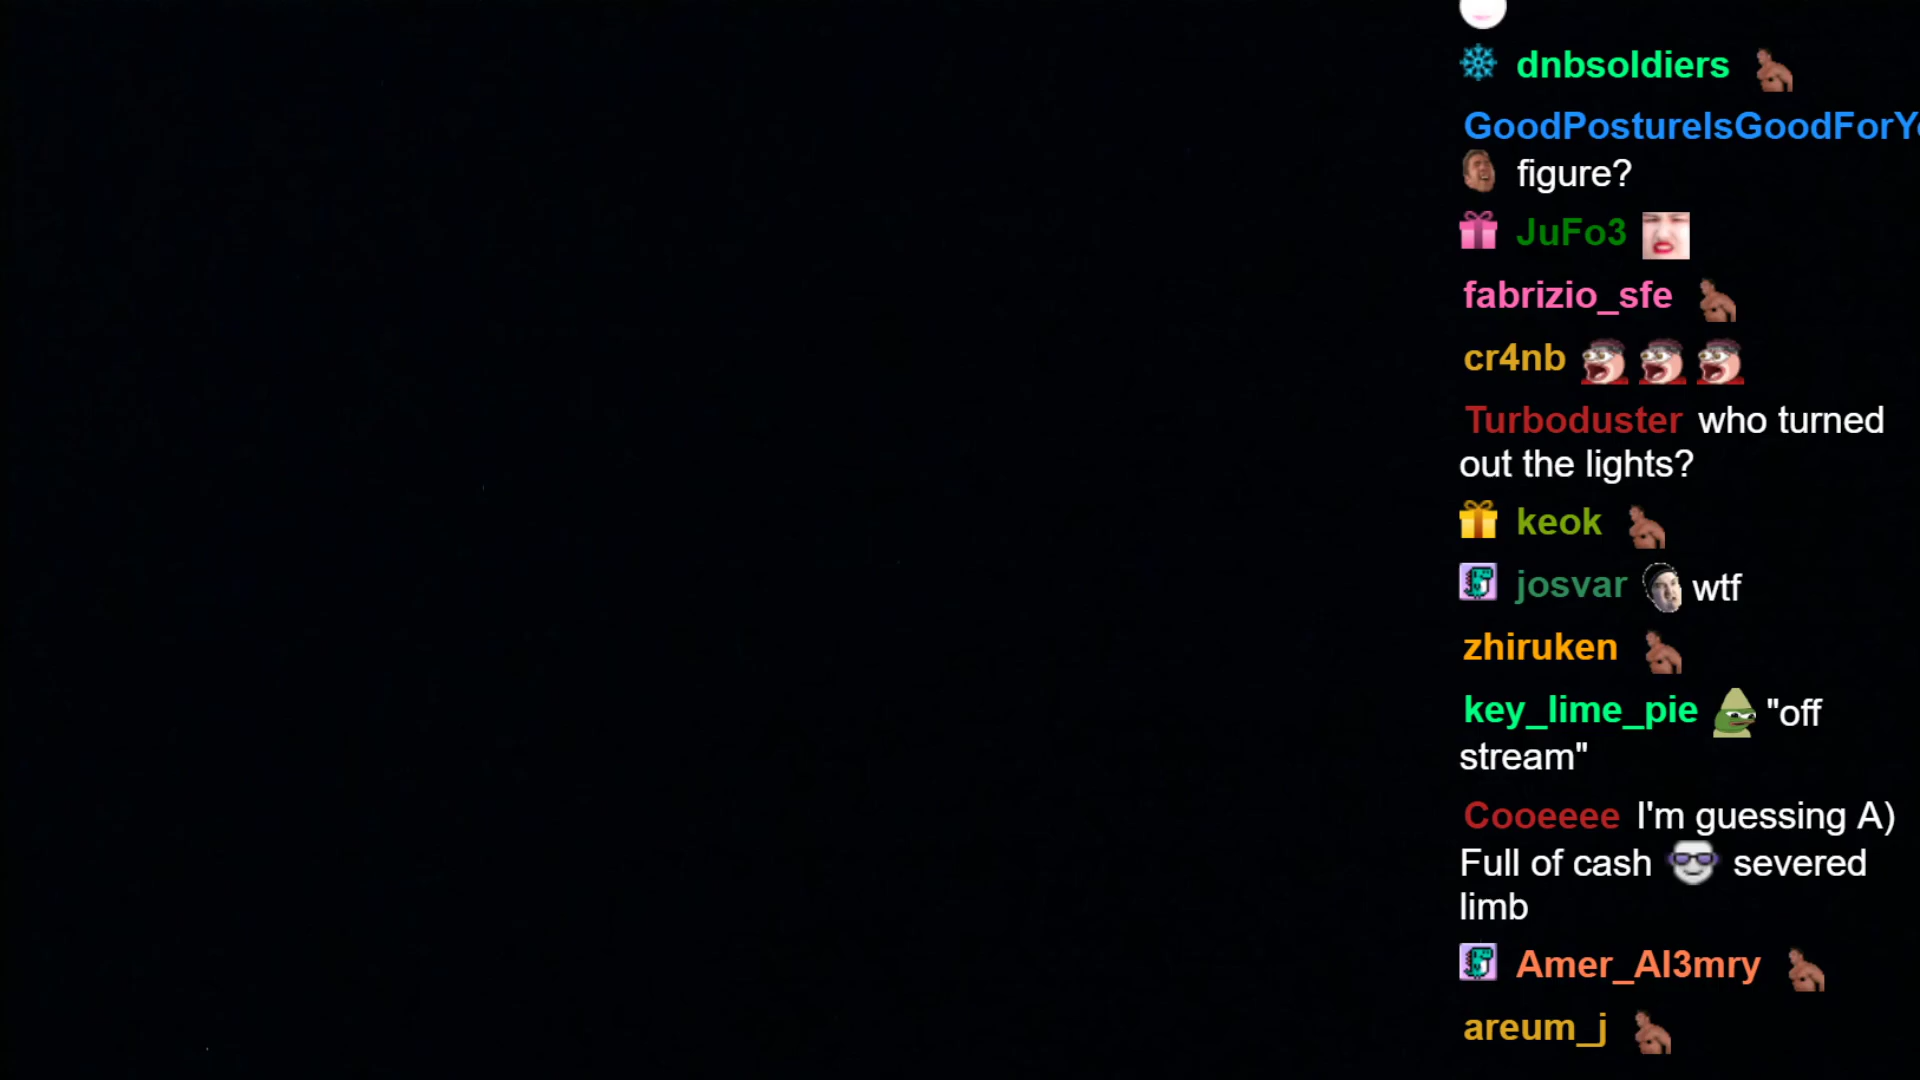 dnbsoldiers
GoodPostureIsGoodForY
figure?
JuFo3
fabrizio_sfe
cr4nb
Turboduster who turned
out the lights?
keok
josvar wtf
zhiruken
key_lime_pie "off
stream"
Cooeeee I'm guessing A)
Full of cash severed
limb
Amer_Al3mry
areum_j